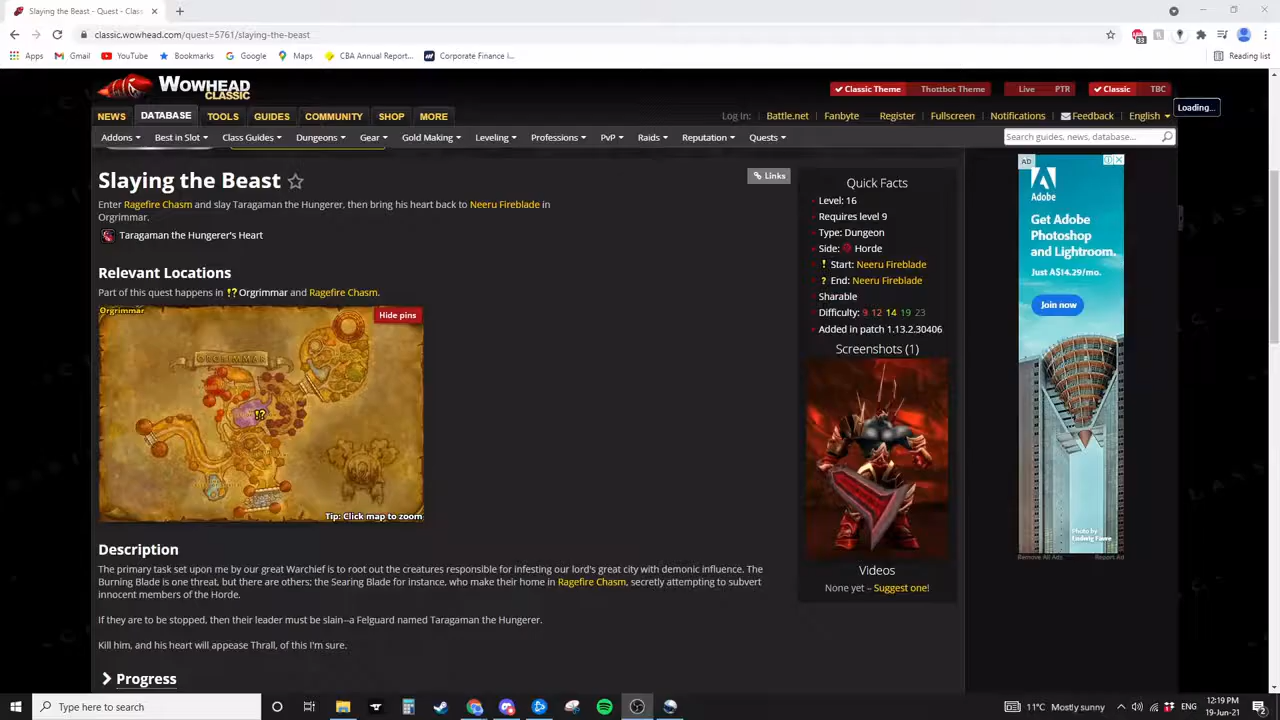 Slaying the Beast - Quest - Clas
classic.wowhead.com/quest=5761/slaying-the-beast
33
Apps Gmail YouTube Bookmarks Google Maps CBA Annual Report... Corporate Finance I... Reading list
WOWHEAD
CLASSIC
Classic Theme Thottbot Theme Live PTR Classic TBC
Loading...
NEWS DATABASE TOOLS GUIDES COMMUNITY SHOP MORE
Log In: Battle.net Fanbyte Register Fullscreen Notifications Feedback English
Addons Best in Slot Class Guides Dungeons Gear Gold Making Leveling Professions PvP Raids Reputation Quests
Search guides, news, database...
Slaying the Beast
Links
Enter Ragefire Chasm and slay Taragaman the Hungerer, then bring his heart back to Neeru Fireblade in
Orgrimmar.
Taragaman the Hungerer's Heart
Relevant Locations
Part of this quest happens in !? Orgrimmar and Ragefire Chasm.
Orgrimmar
Hide pins
ORGRIMMAR
!?
Tip: Click map to zoom
Description
The primary task set upon me by our great Warchief is to root out the creatures responsible for infesting our lord's great city with demonic influence. The
Burning Blade is one threat, but there are others; the Searing Blade for instance, who make their home in Ragefire Chasm, secretly attempting to subvert
innocent members of the Horde.
If they are to be stopped, then their leader must be slain--a Felguard named Taragaman the Hungerer.
Kill him, and his heart will appease Thrall, of this I'm sure.
Progress
Quick Facts
Level: 16
Requires level 9
Type: Dungeon
Side: Horde
! Start: Neeru Fireblade
? End: Neeru Fireblade
Sharable
Difficulty: 9 12 14 19 23
Added in patch 1.13.2.30406
Screenshots (1)
Videos
None yet – Suggest one!
AD
Adobe
Get Adobe
Photoshop
and Lightroom.
Just A$14.29/mo.
Join now
Photo by
Ludwig Favre
Remove All Ads Report Ad
Type here to search
11°C Mostly sunny
ENG
12:19 PM
19-Jun-21
2